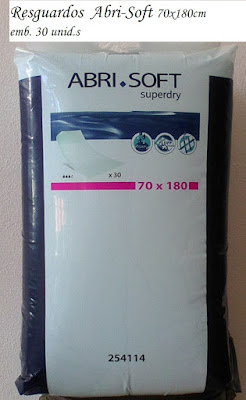 Resguardos Abri-Soft 70x180cm
emb. 30 unid.s
ABRI•SOFT
superdry
x 30
70 x 180
254114